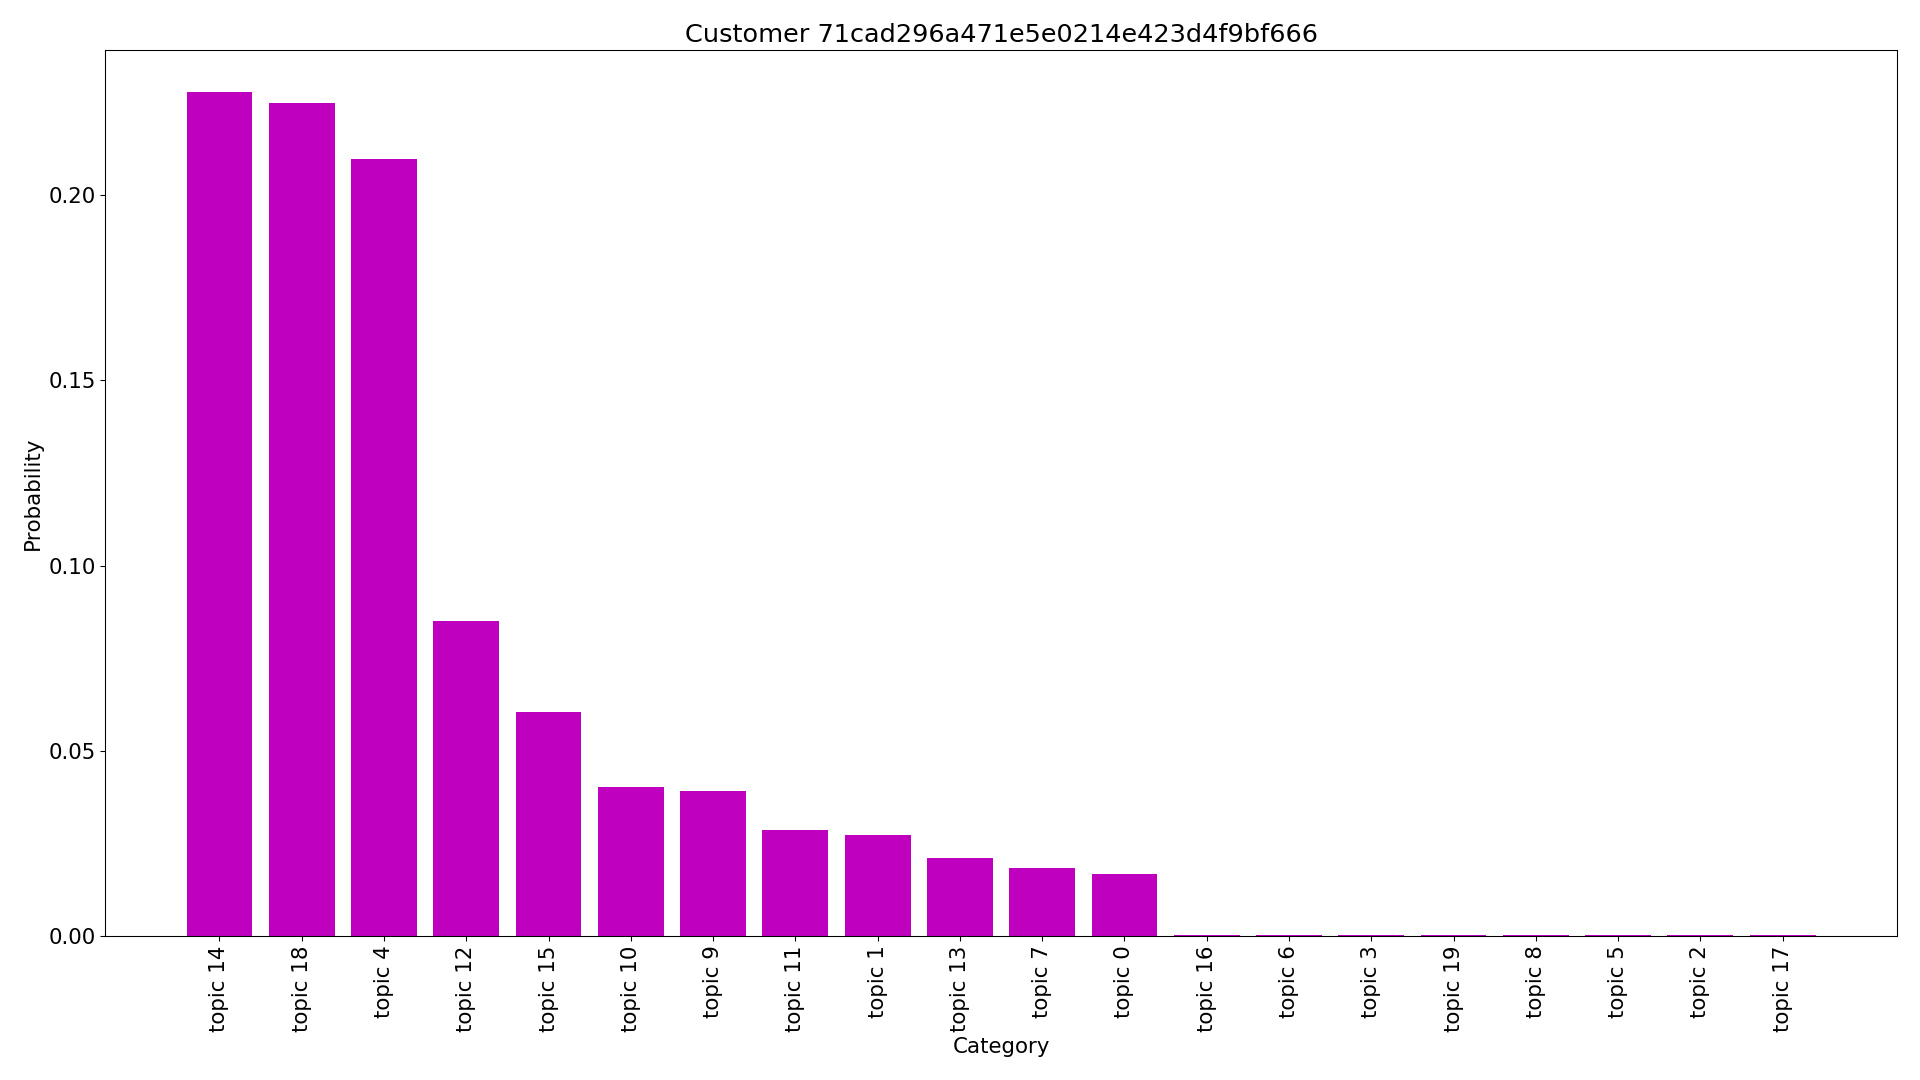 Customer 71cad296a471e5e0214e423d4f9bf666
Probability
0.20
0.15
0.10
0.05
0.00
topic 14
topic 18
topic 4
topic 12
topic 15
topic 10
topic 9
topic 11
topic 1
topic 13
topic 7
topic 0
topic 16
topic 6
topic 3
topic 19
topic 8
topic 5
topic 2
topic 17
Category